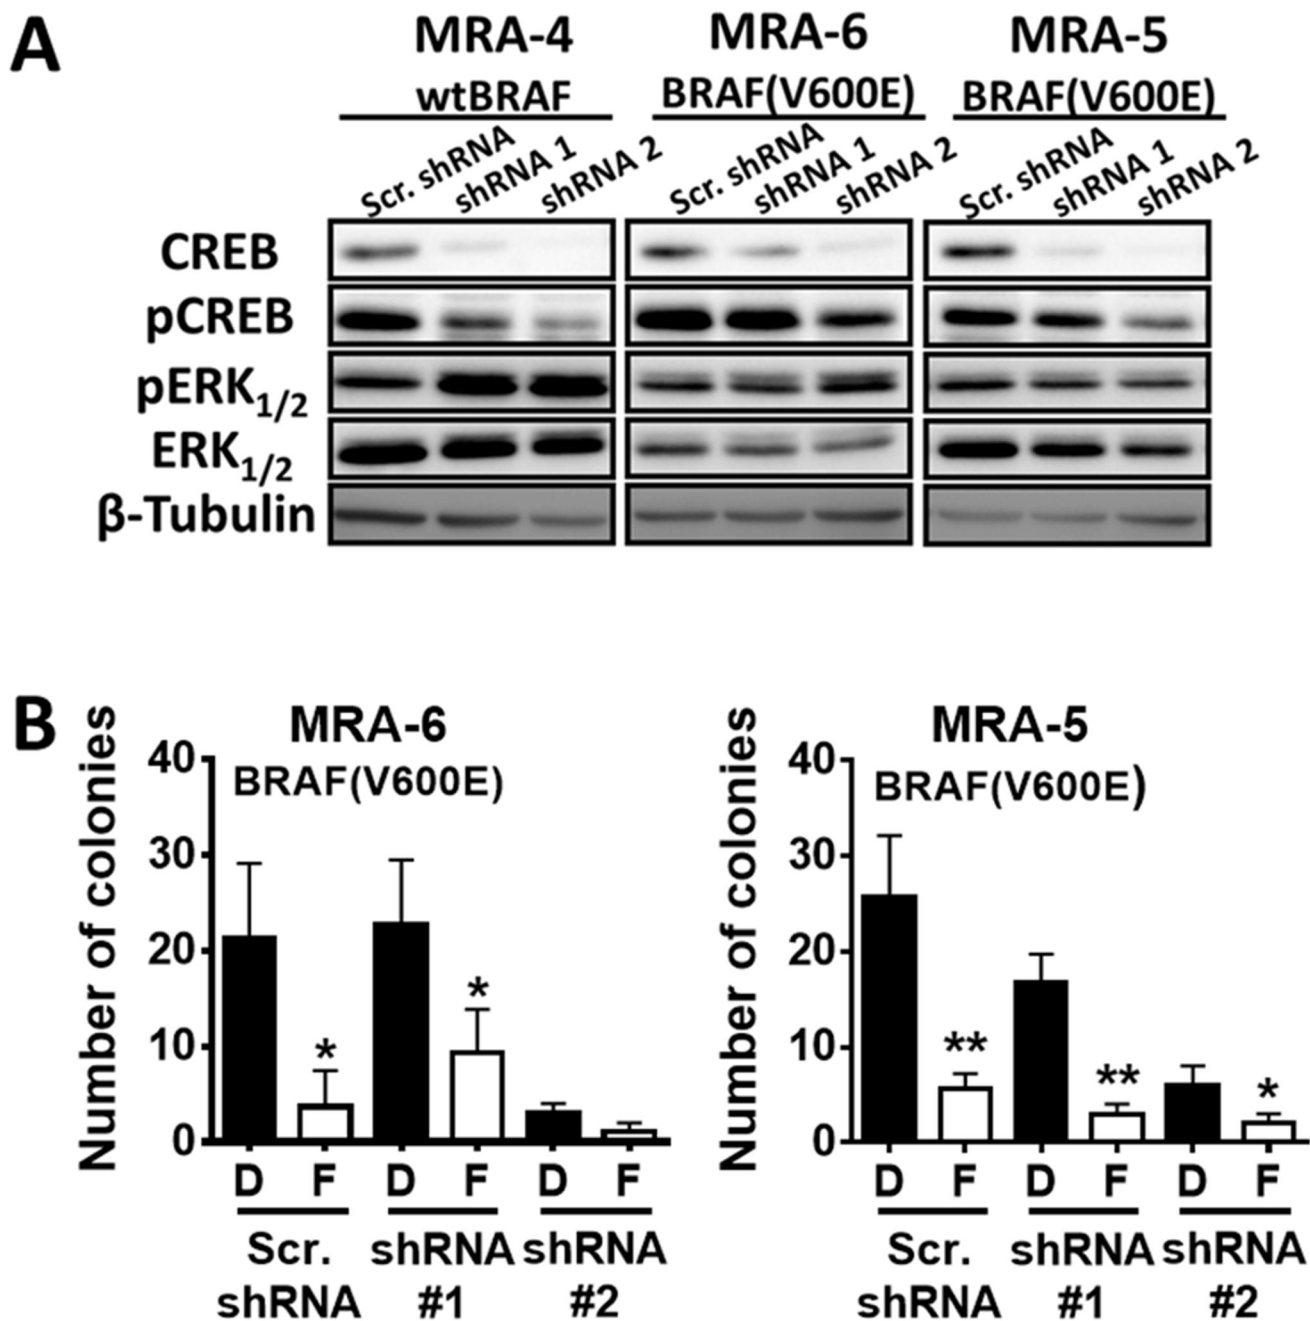 A
MRA-4 MRA-6 MRA-5
wtBRAF BRAF(V600E) BRAF(V600E)
Scr. shRNA shRNA 1 shRNA 2 Scr. shRNA shRNA 1 shRNA 2 Scr. shRNA shRNA 1 shRNA 2
CREB
pCREB
pERK1/2
ERK1/2
β-Tubulin
B
MRA-6
BRAF(V600E)
Number of colonies
40
30
20
10
0
*
*
D F D F D F
Scr. shRNA shRNA
shRNA #1 #2
MRA-5
BRAF(V600E)
Number of colonies
40
30
20
10
0
**
**
*
D F D F D F
Scr. shRNA shRNA
shRNA #1 #2